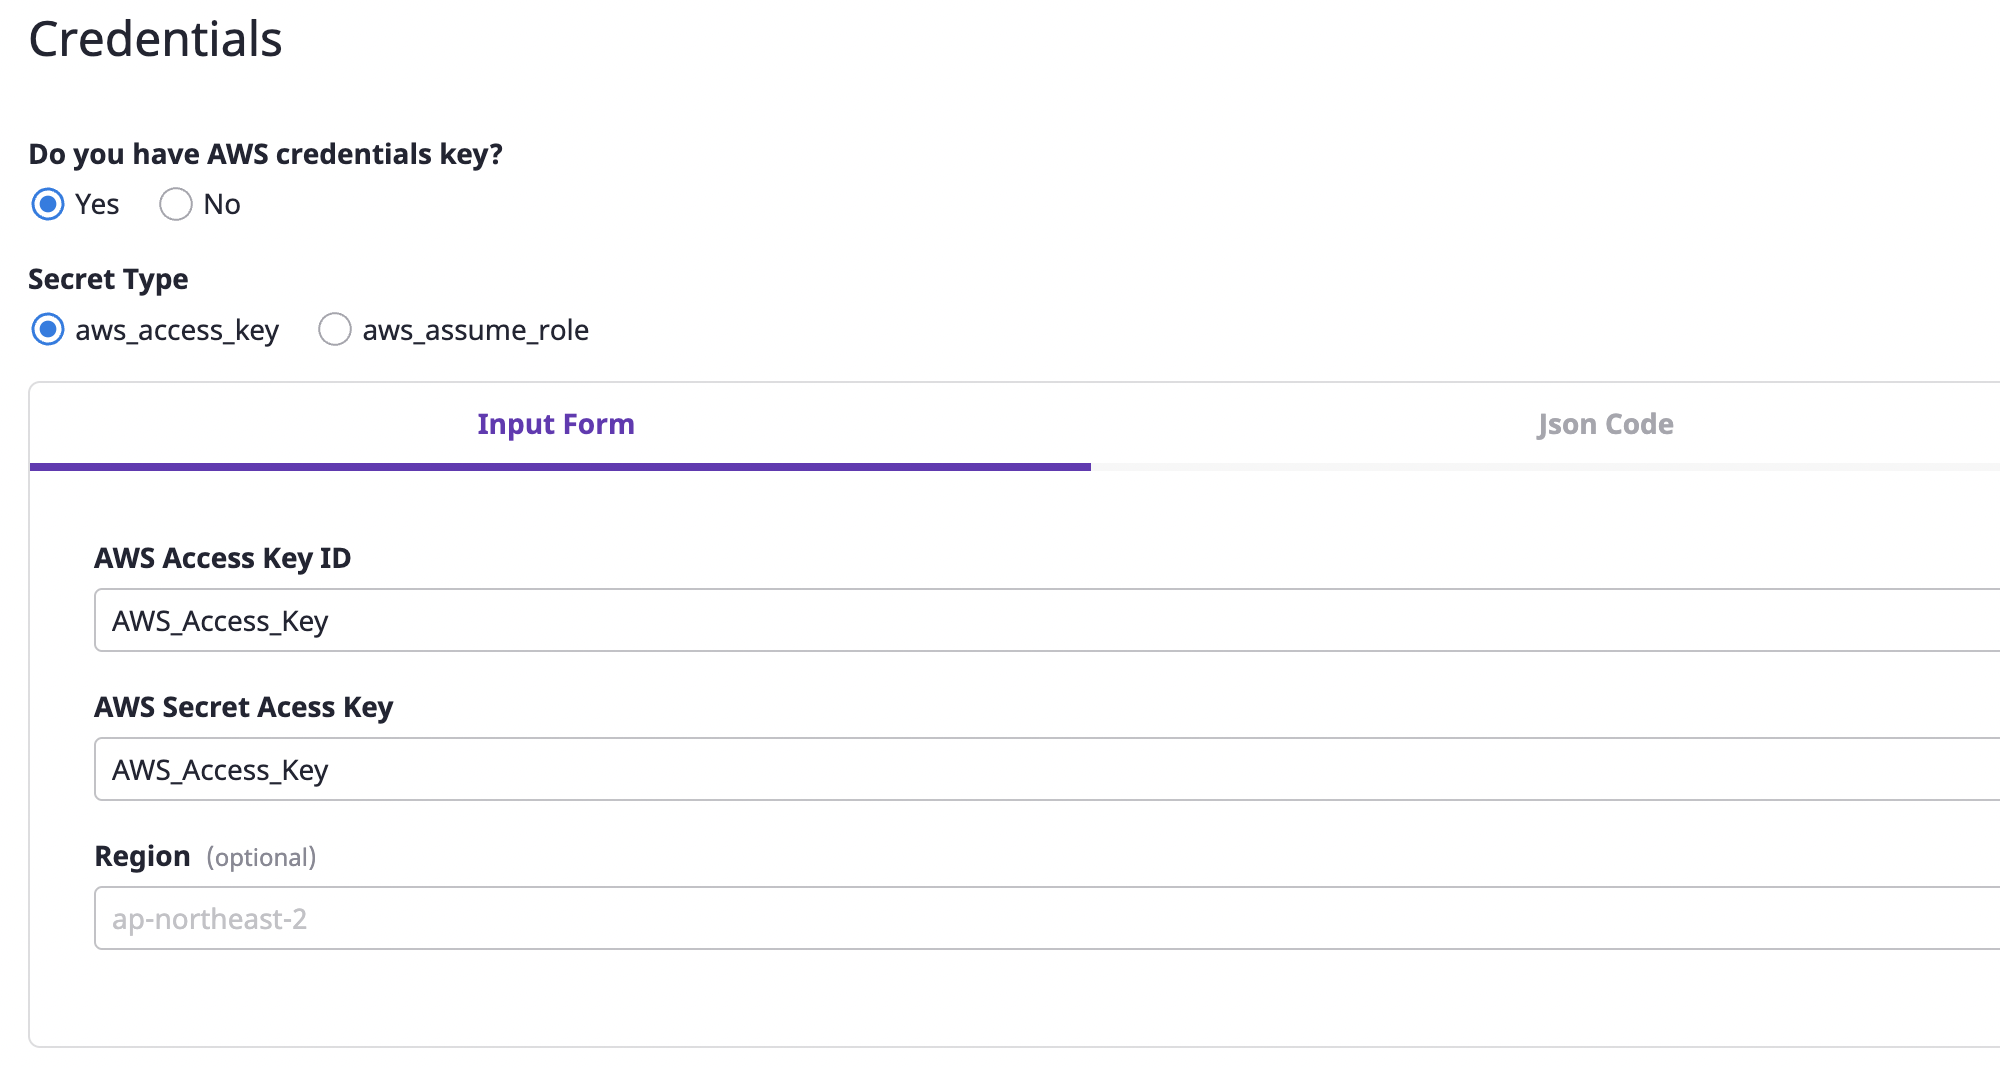 Credentials
Do you have AWS credentials key?
Yes No
Secret Type
aws_access_key aws_assume_role
Input Form Json Code
AWS Access Key ID
AWS_Access_Key
AWS Secret Acess Key
AWS_Access_Key
Region (optional)
ap-northeast-2